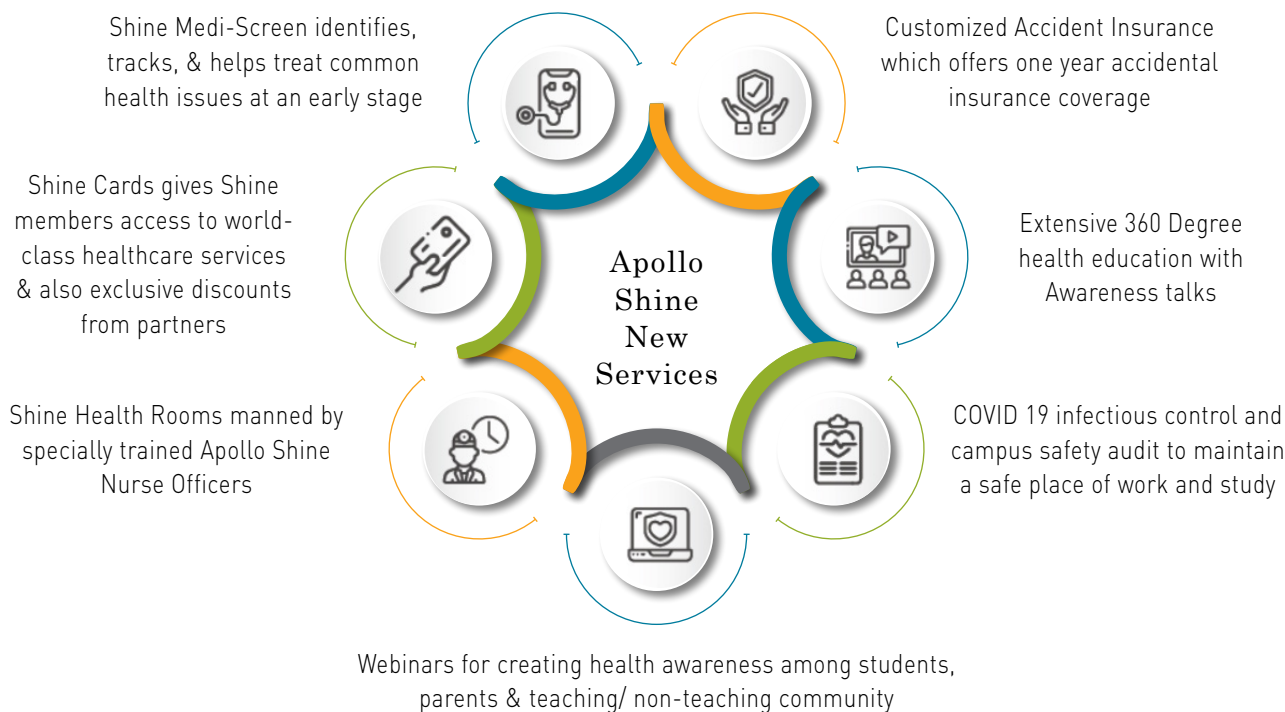 Shine Medi-Screen identifies,
tracks, & helps treat common
health issues at an early stage
Customized Accident Insurance
which offers one year accidental
insurance coverage
Shine Cards gives Shine
members access to world-
class healthcare services
& also exclusive discounts
from partners
Apollo
Shine
New
Services
Extensive 360 Degree
health education with
Awareness talks
Shine Health Rooms manned by
specially trained Apollo Shine
Nurse Officers
COVID 19 infectious control and
campus safety audit to maintain
a safe place of work and study
Webinars for creating health awareness among students,
parents & teaching/ non-teaching community